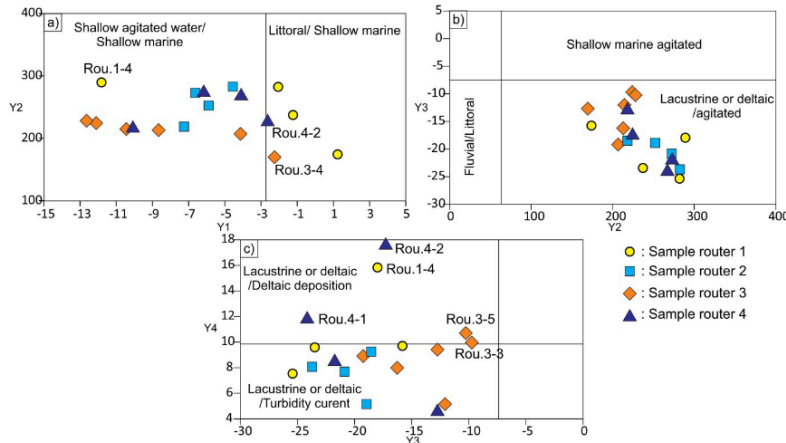 a)
Shallow agitated water/
Shallow marine
Littoral/ Shallow marine
400
300
200
100
Y2
Rou.1-4
Rou.4-2
Rou.3-4
-15
-13
-11
-9
-7
-5
-3
-1
1
3
5
Y1
b)
Shallow marine agitated
Lacustrine or deltaic
/agitated
Fluvial/Littoral
5
0
-5
-10
-15
-20
-25
-30
Y3
0
100
200
300
400
Y2
c)
Lacustrine or deltaic
/Deltaic deposition
Lacustrine or deltaic
/Turbidity curent
18
16
14
12
10
8
6
4
Y4
Rou.4-2
Rou.1-4
Rou.4-1
Rou.3-5
Rou.3-3
-30
-25
-20
-15
-10
-5
0
Y3
: Sample router 1
: Sample router 2
: Sample router 3
: Sample router 4